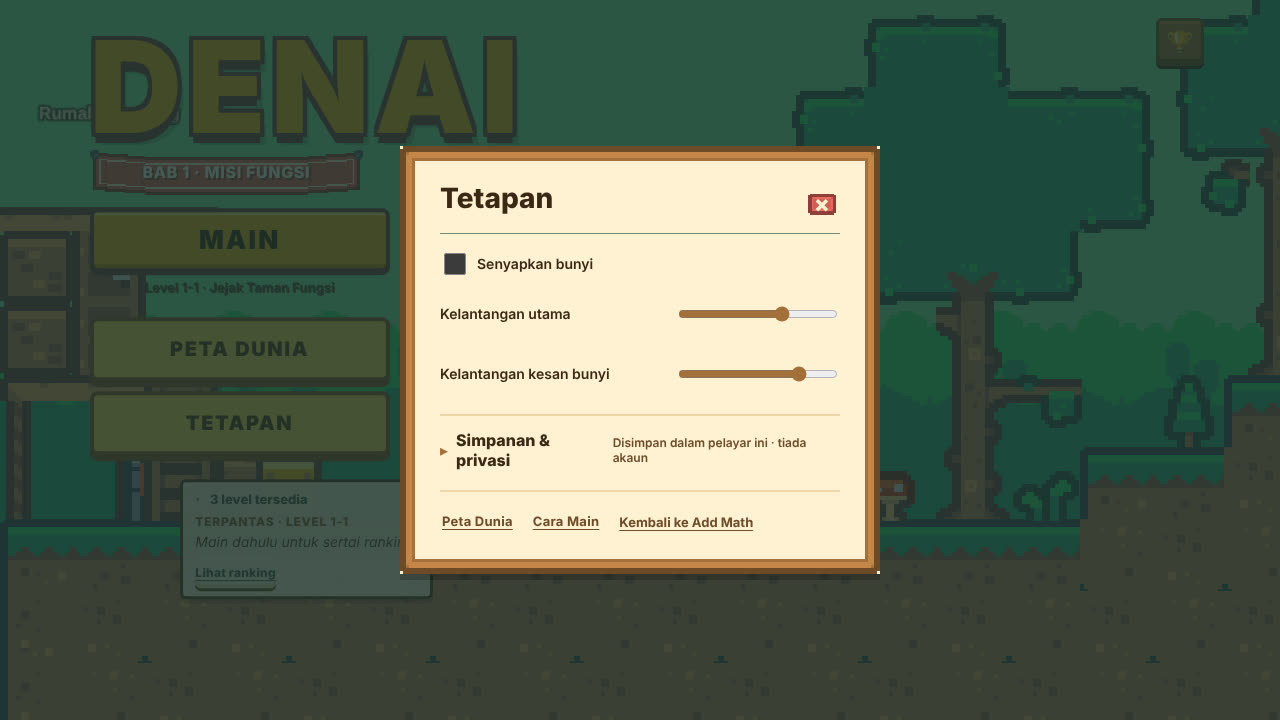 DENAI
BAB 1 · MISI FUNGSI
MAIN
Level 1-1 · Jejak Taman Fungsi
PETA DUNIA
TETAPAN
· 3 level tersedia
TERPANTAS · LEVEL 1-1
Main dahulu untuk sertai
Lihat ranking
Tetapan
Senyapkan bunyi
Kelantangan utama
Kelantangan kesan bunyi
Simpanan &
privasi
Disimpan dalam pelayar ini · tiada
akaun
Peta Dunia
Cara Main
Kembali ke Add Math